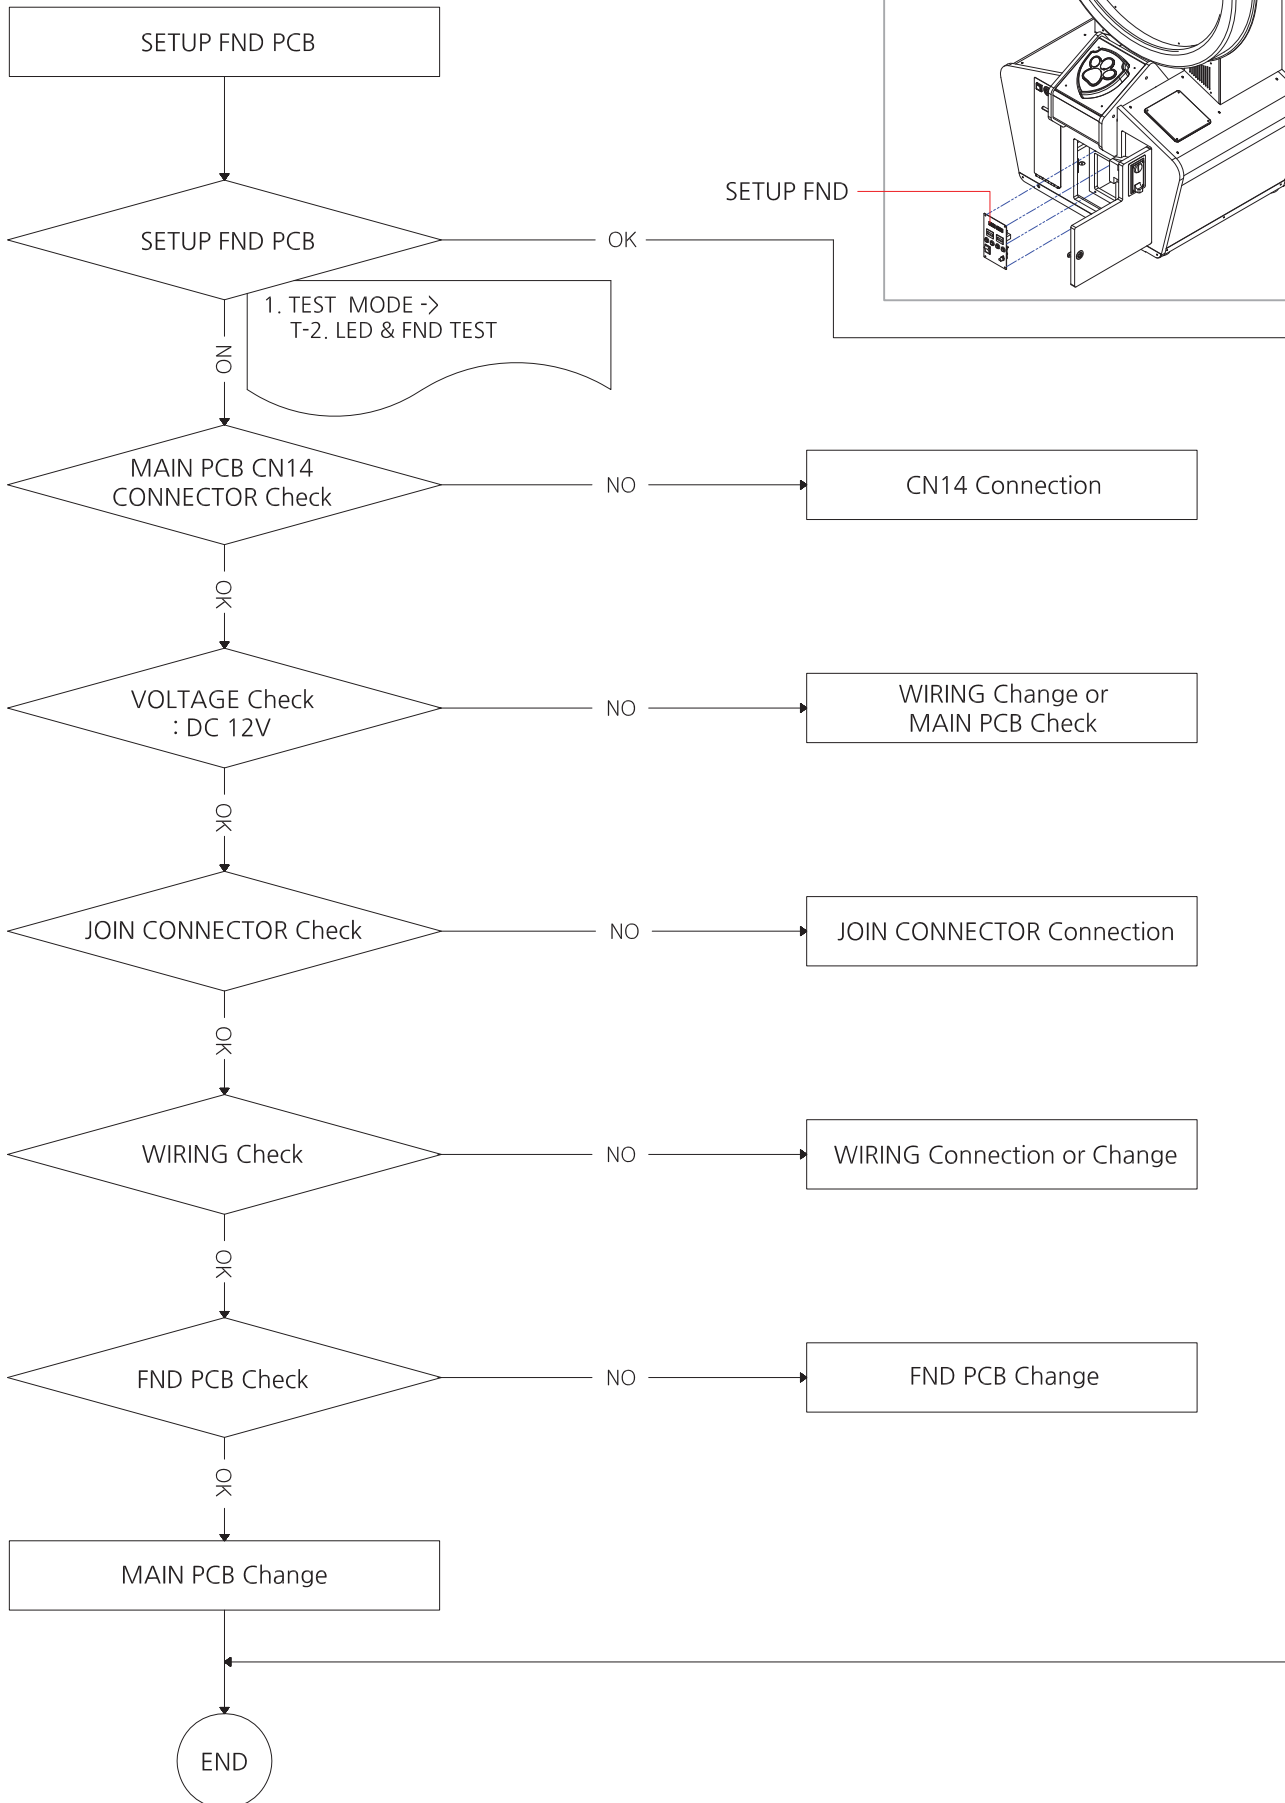 SETUP FND PCB
SETUP FND
SETUP FND PCB
OK
1. TEST MODE ->
T-2. LED & FND TEST
NO
MAIN PCB CN14
CONNECTOR Check
NO
CN14 Connection
OK
VOLTAGE Check
: DC 12V
NO
WIRING Change or
MAIN PCB Check
OK
JOIN CONNECTOR Check
NO
JOIN CONNECTOR Connection
OK
WIRING Check
NO
WIRING Connection or Change
OK
FND PCB Check
NO
FND PCB Change
OK
MAIN PCB Change
END